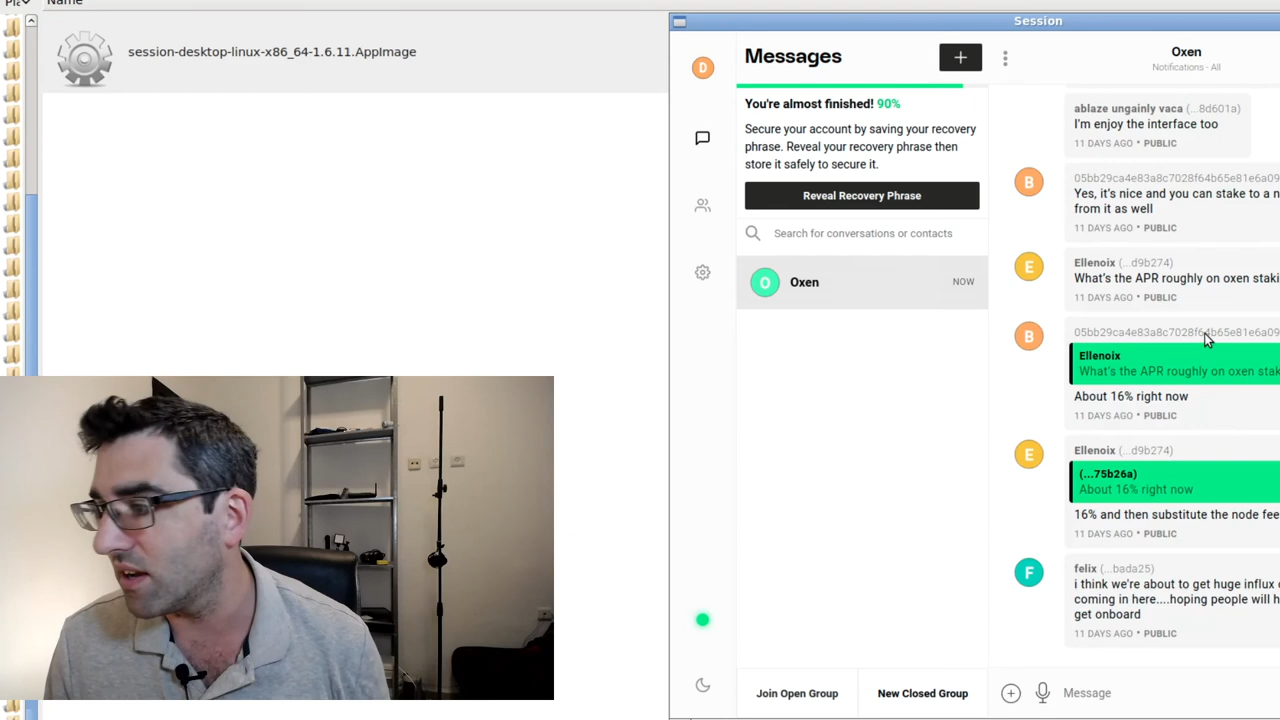 Name
session-desktop-linux-x86_64-1.6.11.AppImage
Session
D
Messages
+
You're almost finished! 90%
Secure your account by saving your recovery
phrase. Reveal your recovery phrase then
store it safely to secure it.
Reveal Recovery Phrase
Search for conversations or contacts
O
Oxen
NOW
Join Open Group
New Closed Group
Oxen
Notifications - All
ablaze ungainly vaca (...8d601a)
I'm enjoy the interface too
11 DAYS AGO • PUBLIC
B
05bb29ca4e83a8c7028f64b65e81e6a09
Yes, it's nice and you can stake to a n
from it as well
11 DAYS AGO • PUBLIC
E
Ellenoix (...d9b274)
What's the APR roughly on oxen staki
11 DAYS AGO • PUBLIC
B
05bb29ca4e83a8c7028f64b65e81e6a09
Ellenoix
What's the APR roughly on oxen stak
About 16% right now
11 DAYS AGO • PUBLIC
E
Ellenoix (...d9b274)
(...75b26a)
About 16% right now
16% and then substitute the node fee
11 DAYS AGO • PUBLIC
F
felix (...bada25)
i think we're about to get huge influx
coming in here....hoping people will h
get onboard
11 DAYS AGO • PUBLIC
Message